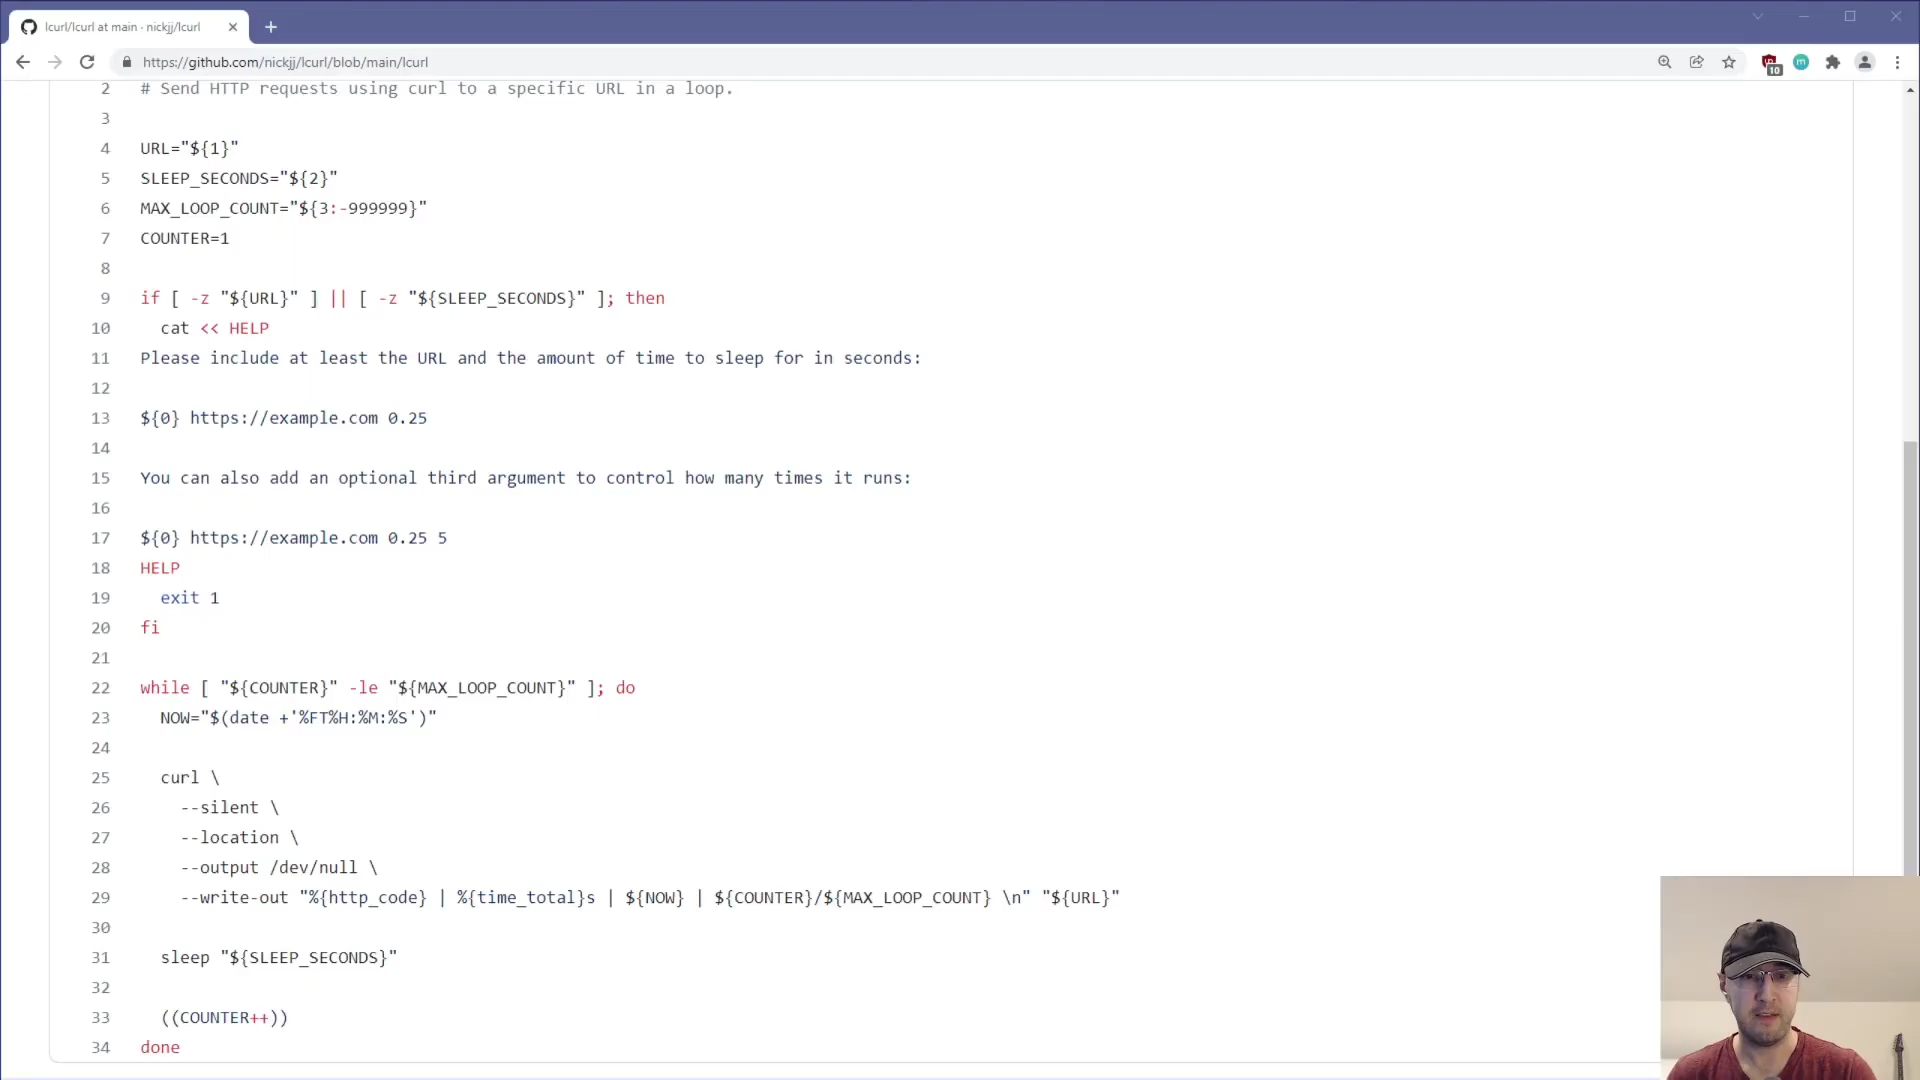 lcurl/lcurl at main · nickjj/lcurl
https://github.com/nickjj/lcurl/blob/main/lcurl
10
m
2 # Send HTTP requests using curl to a specific URL in a loop.
3
4 URL="${1}"
5 SLEEP_SECONDS="${2}"
6 MAX_LOOP_COUNT="${3:-999999}"
7 COUNTER=1
8
9 if [ -z "${URL}" ] || [ -z "${SLEEP_SECONDS}" ]; then
10   cat << HELP
11 Please include at least the URL and the amount of time to sleep for in seconds:
12
13 ${0} https://example.com 0.25
14
15 You can also add an optional third argument to control how many times it runs:
16
17 ${0} https://example.com 0.25 5
18 HELP
19   exit 1
20 fi
21
22 while [ "${COUNTER}" -le "${MAX_LOOP_COUNT}" ]; do
23   NOW="$(date +'%FT%H:%M:%S')"
24
25   curl \
26     --silent \
27     --location \
28     --output /dev/null \
29     --write-out "%{http_code} | %{time_total}s | ${NOW} | ${COUNTER}/${MAX_LOOP_COUNT} \n" "${URL}"
30
31   sleep "${SLEEP_SECONDS}"
32
33   ((COUNTER++))
34 done